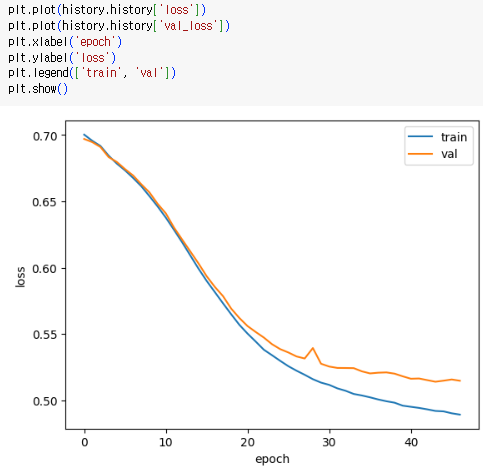 plt.plot(history.history['loss'])
plt.plot(history.history['val_loss'])
plt.xlabel('epoch')
plt.ylabel('loss')
plt.legend(['train', 'val'])
plt.show()
0.70
train
val
0.65
0.60
loss
0.55
0.50
0 10 20 30 40
epoch